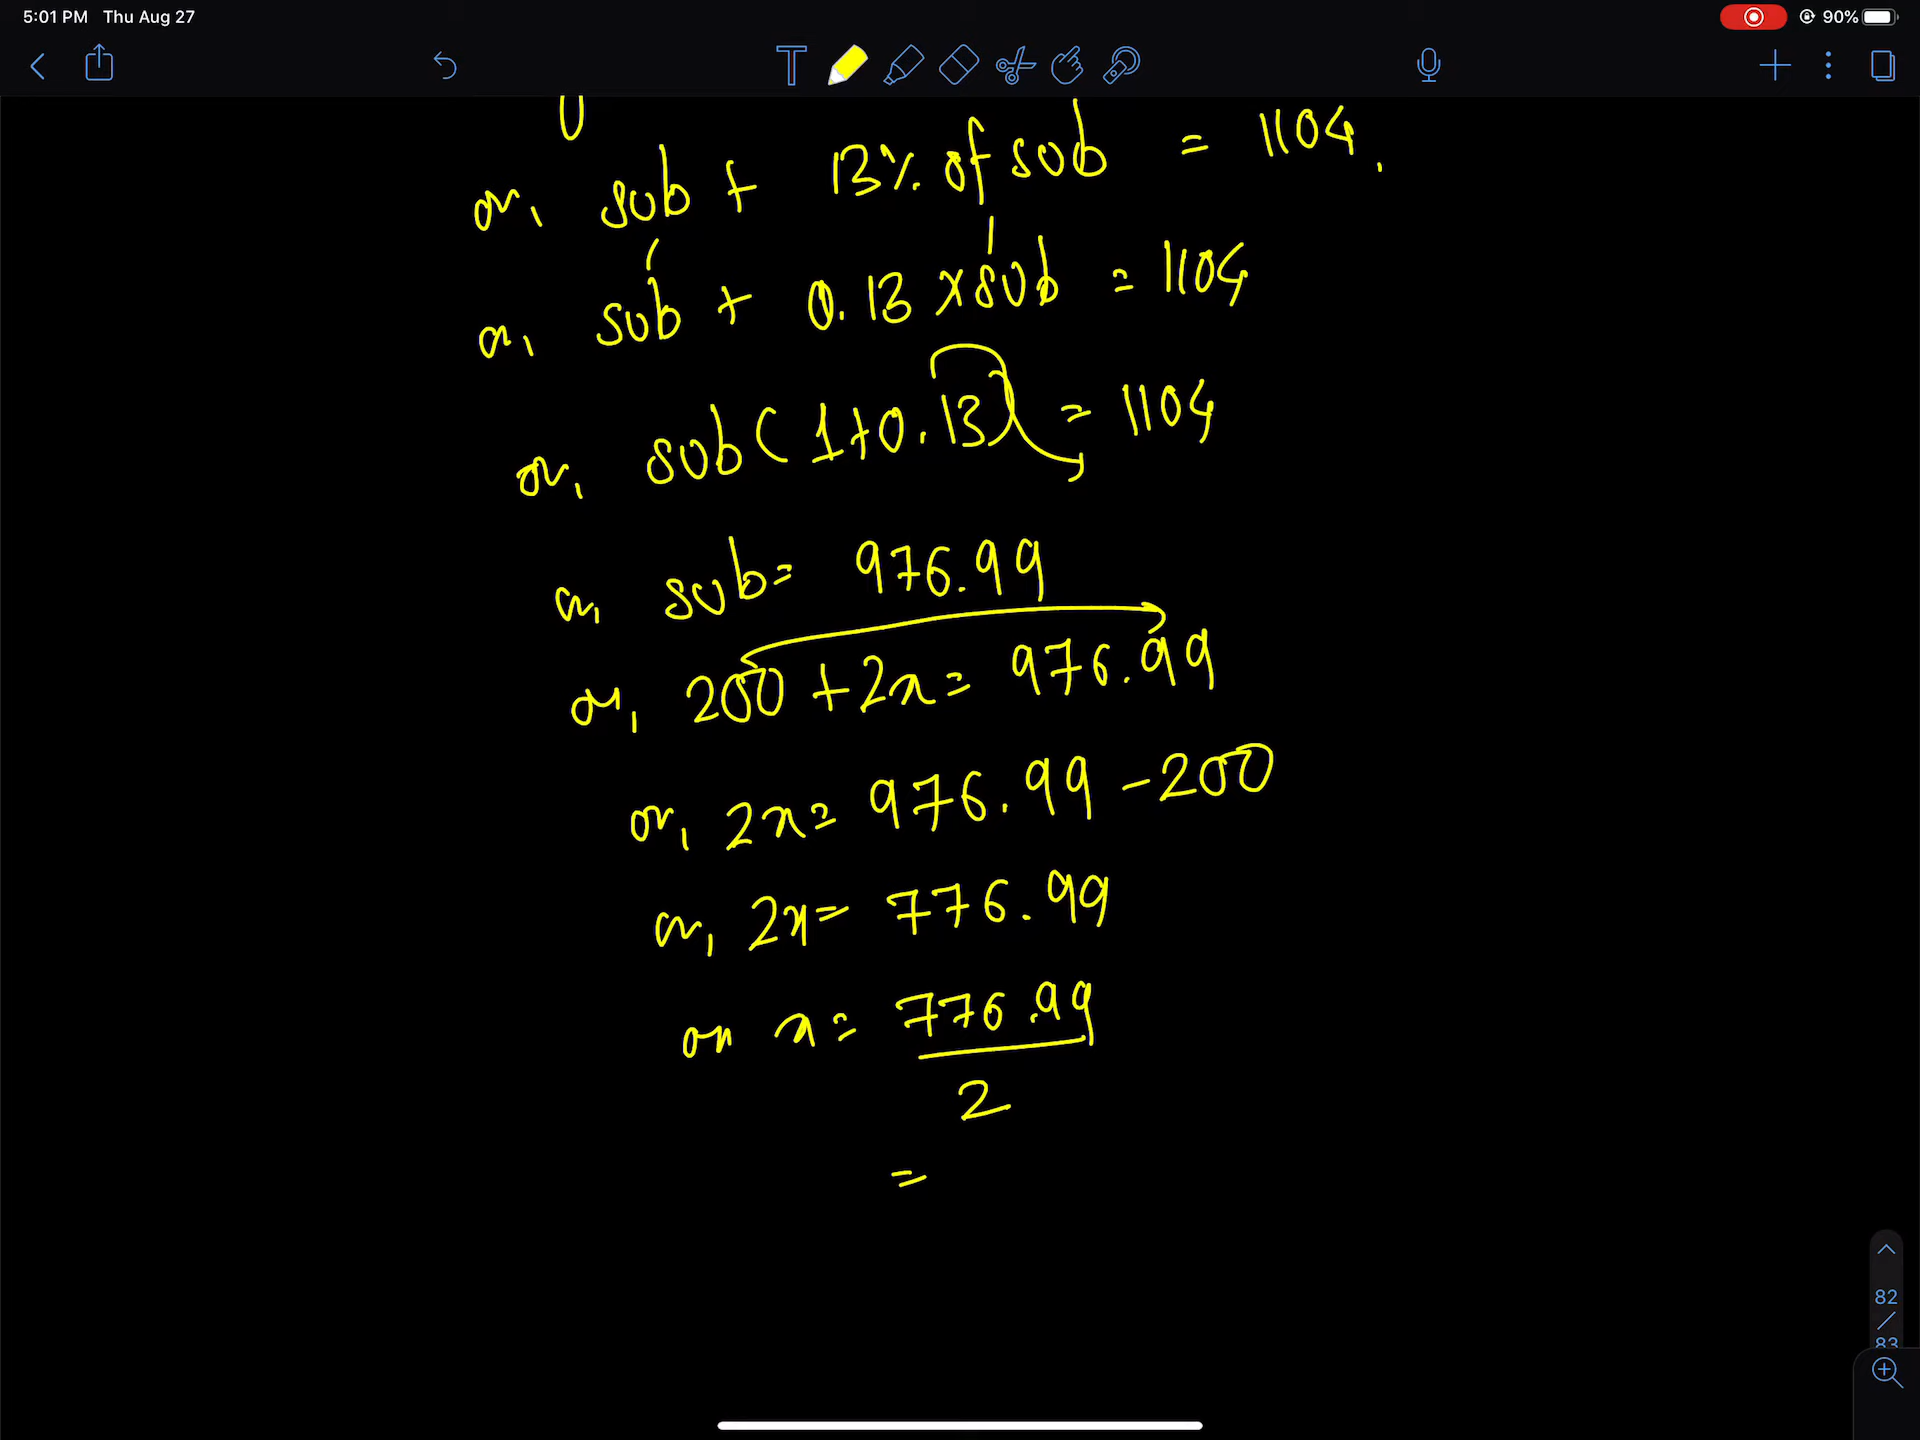 5:01 PM Thu Aug 27
90%
or, sub + 13% of sub = 1104.
or, sub + 0.13 × sub = 1104
or, sub(1+0.13) = 1104
or, sub = 976.99
or, 200 + 2x = 976.99
or, 2x = 976.99 - 200
or, 2x = 776.99
or x = 776.99
2
=
82
/
83